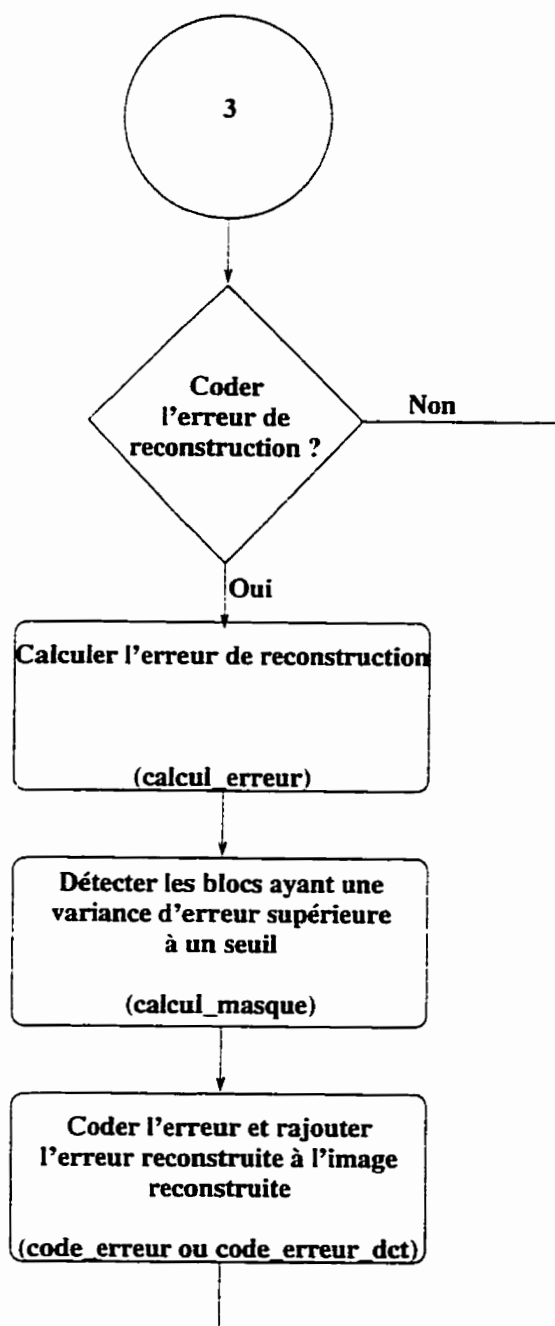 3
Coder
l'erreur de
reconstruction ?
Non
Oui
Calculer l'erreur de reconstruction
(calcul_erreur)
Détecter les blocs ayant une
variance d'erreur supérieure
à un seuil
(calcul_masque)
Coder l'erreur et rajouter
l'erreur reconstruite à l'image
reconstruite
(code_erreur ou code_erreur_dct)